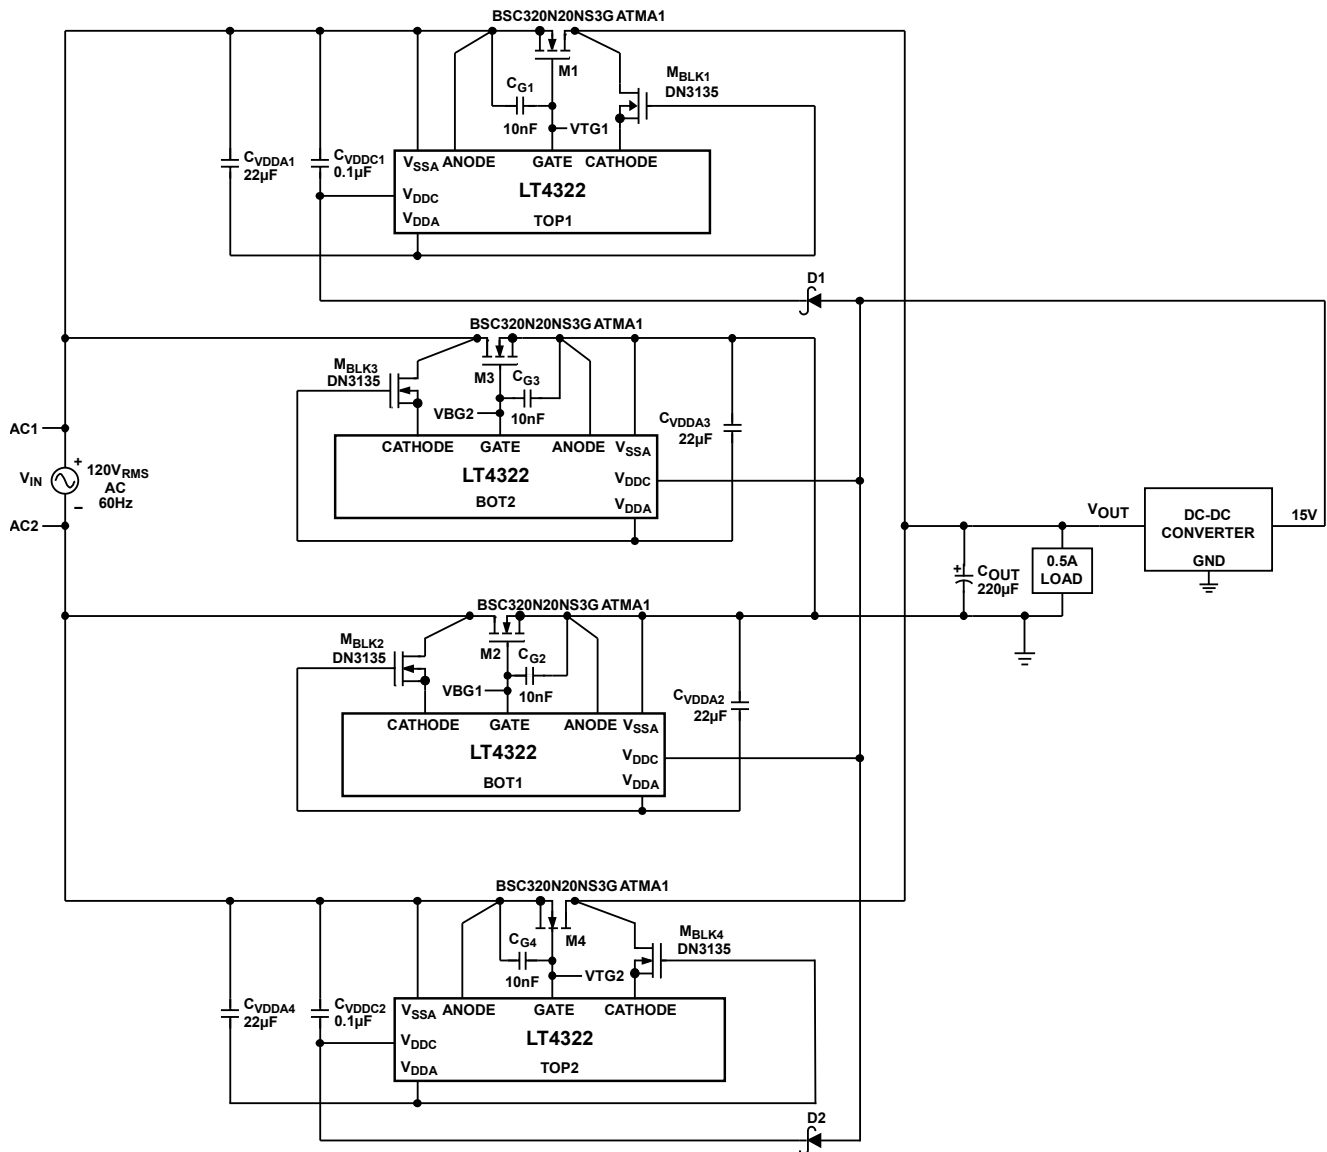 BSC320N20NS3G ATMA1
M1
MBLK1
DN3135
CG1
10nF
VTG1
CVDDA1
22µF
CVDDC1
0.1µF
VSSA ANODE GATE CATHODE
LT4322
VDDC
VDDA
TOP1
D1
BSC320N20NS3G ATMA1
MBLK3
DN3135
M3
CG3
10nF
VBG2
CVDDA3
22µF
CATHODE GATE ANODE VSSA
LT4322
VDDC
BOT2
VDDA
AC1
VIN
+
120VRMS
AC
60Hz
–
AC2
VOUT
DC-DC
CONVERTER
GND
15V
+
COUT
220µF
0.5A
LOAD
BSC320N20NS3G ATMA1
MBLK2
DN3135
M2
CG2
10nF
VBG1
CVDDA2
22µF
CATHODE GATE ANODE VSSA
LT4322
VDDC
BOT1
VDDA
BSC320N20NS3G ATMA1
M4
MBLK4
DN3135
CG4
10nF
VTG2
CVDDA4
22µF
CVDDC2
0.1µF
VSSA ANODE GATE CATHODE
LT4322
VDDC
VDDA
TOP2
D2